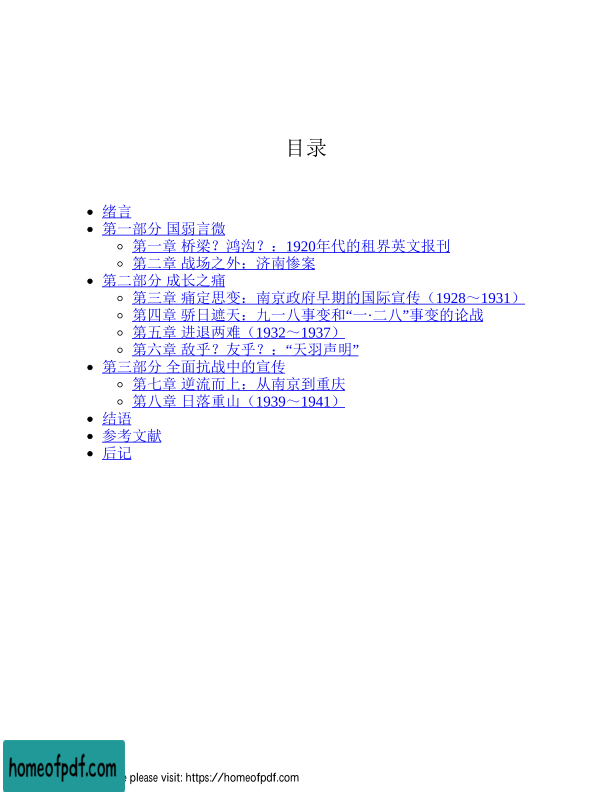 目录
绪言
第一部分 国弱言微
第一章 桥梁？鸿沟？：1920年代的租界英文报刊
第二章 战场之外：济南惨案
第二部分 成长之痛
第三章 痛定思变：南京政府早期的国际宣传（1928～1931）
第四章 骄日遮天：九一八事变和“一·二八”事变的论战
第五章 进退两难（1932～1937）
第六章 敌乎？友乎？：“天羽声明”
第三部分 全面抗战中的宣传
第七章 逆流而上：从南京到重庆
第八章 日落重山（1939～1941）
结语
参考文献
后记
homeofpdf.com
please visit: https://homeofpdf.com